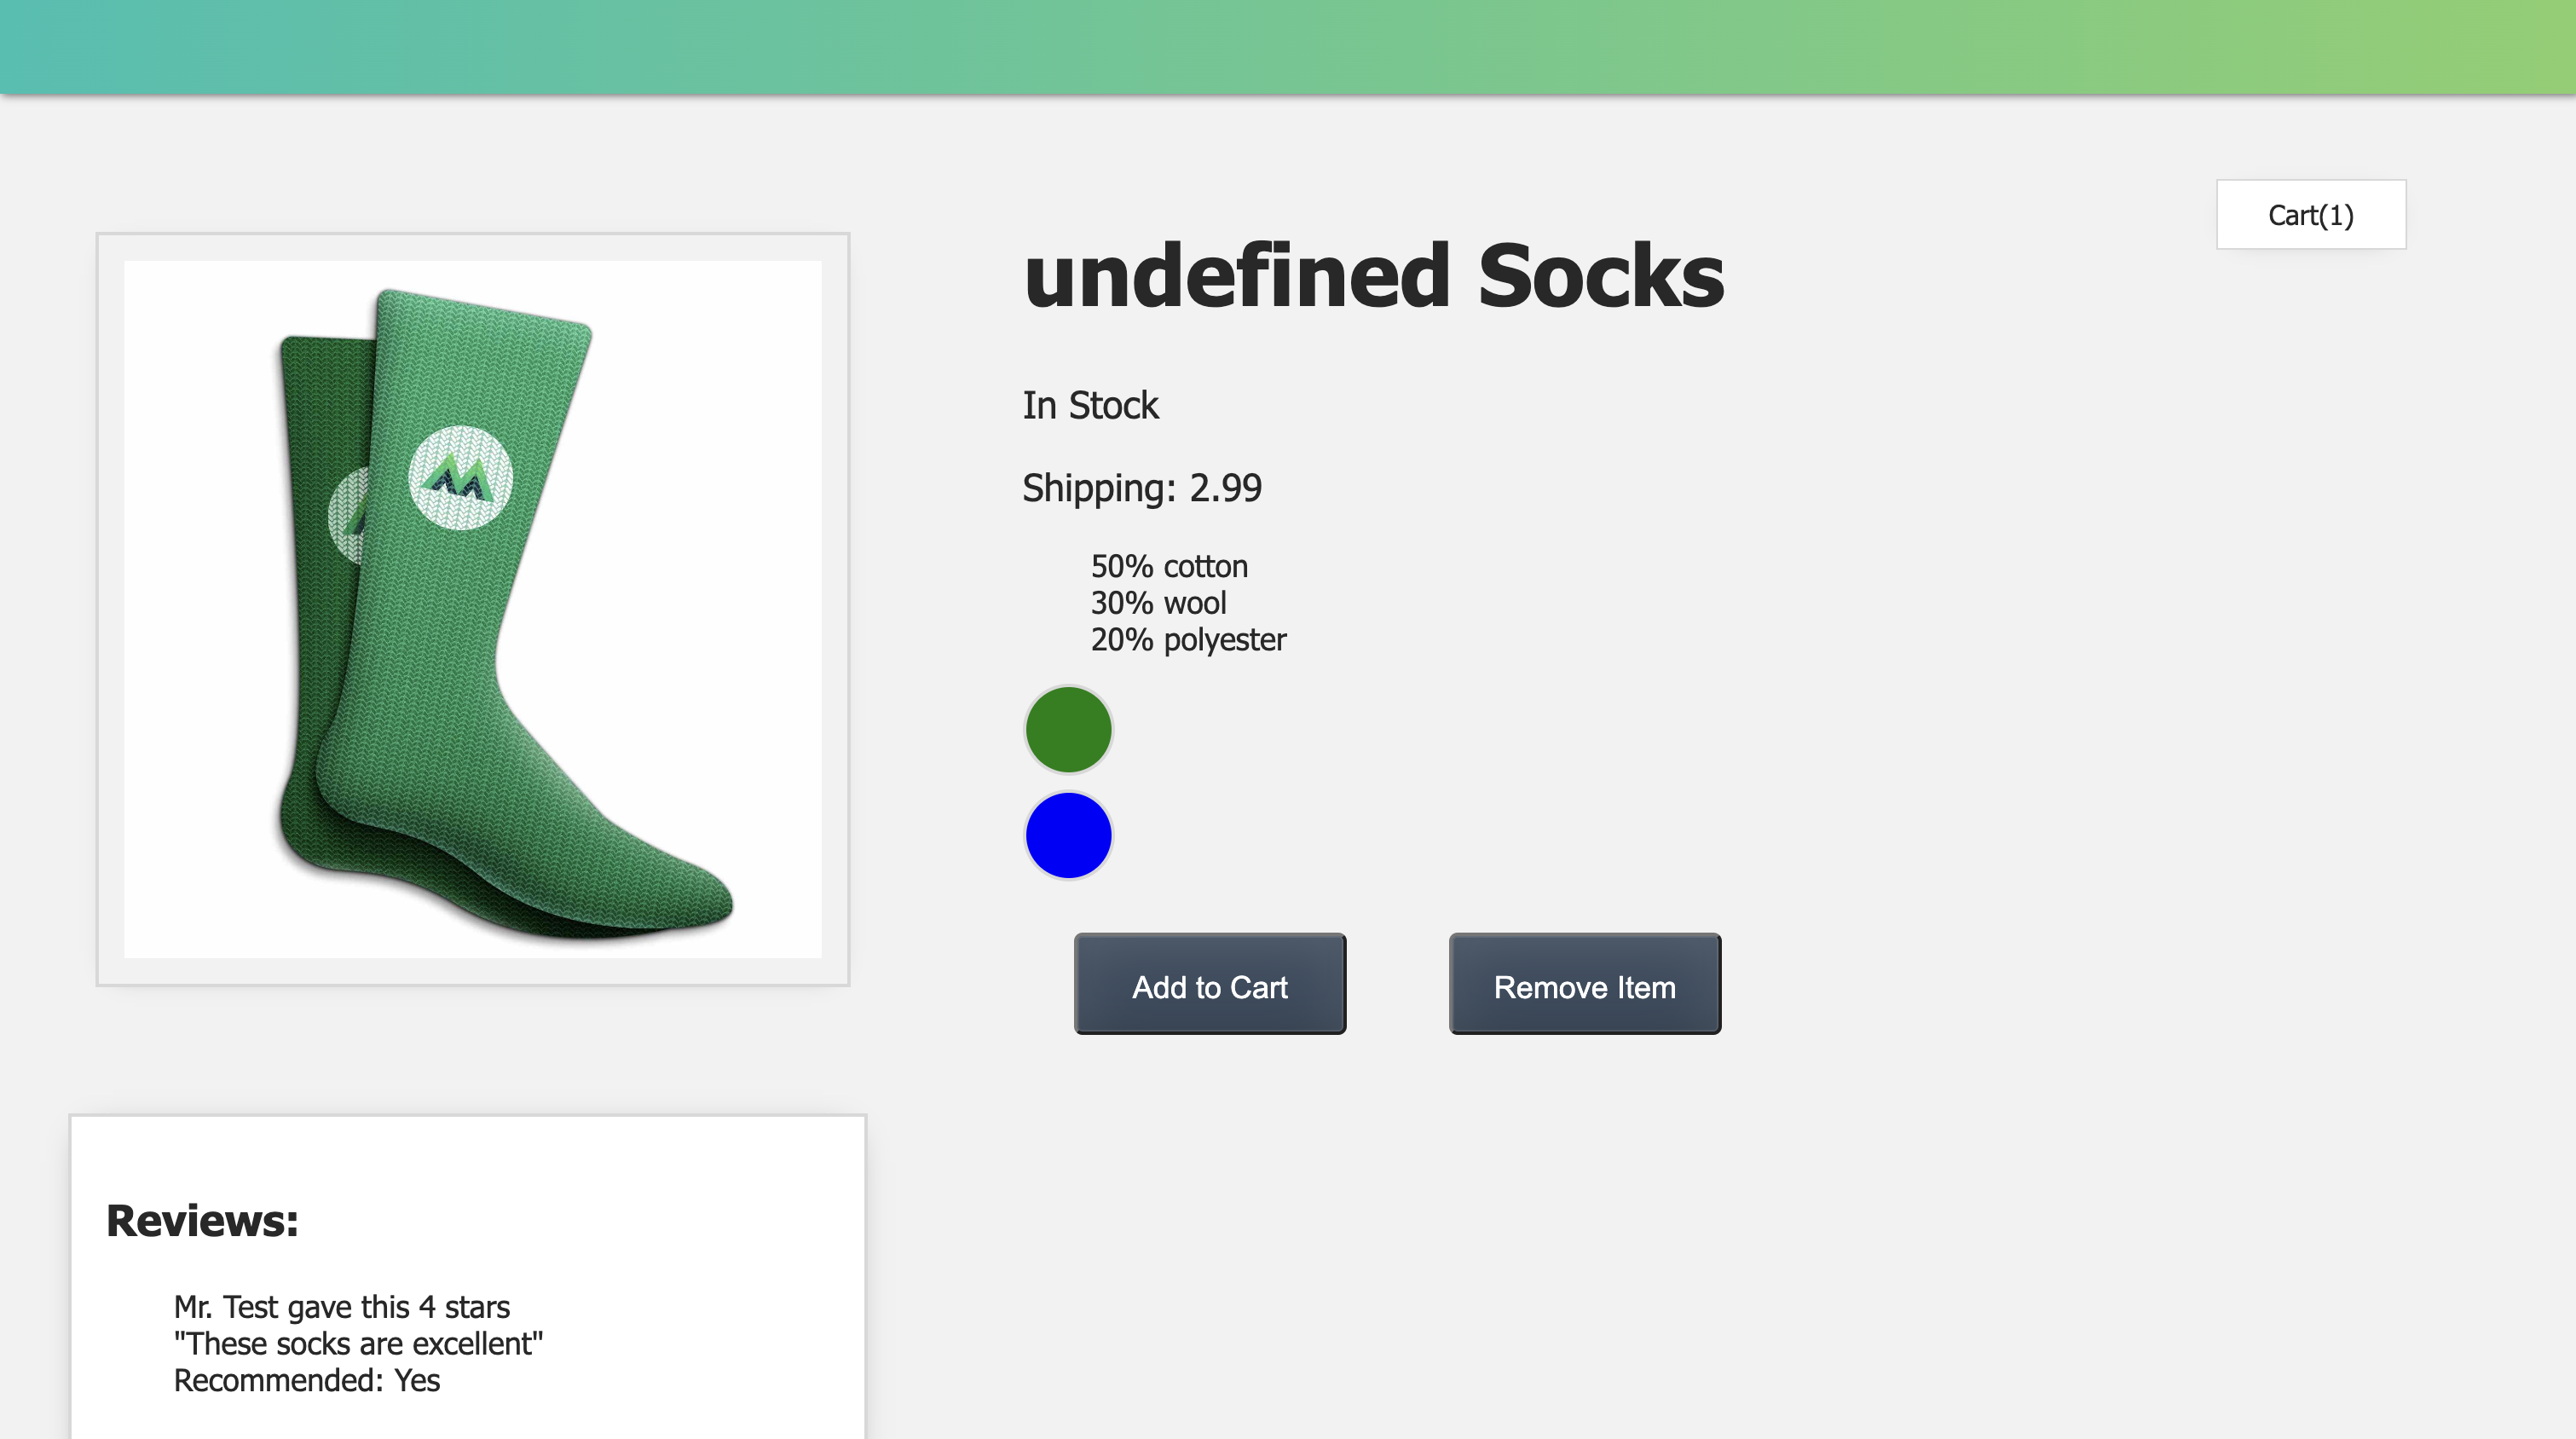 Cart(1)
undefined Socks
In Stock
Shipping: 2.99
50% cotton
30% wool
20% polyester
Add to Cart
Remove Item
Reviews:
Mr. Test gave this 4 stars
"These socks are excellent"
Recommended: Yes